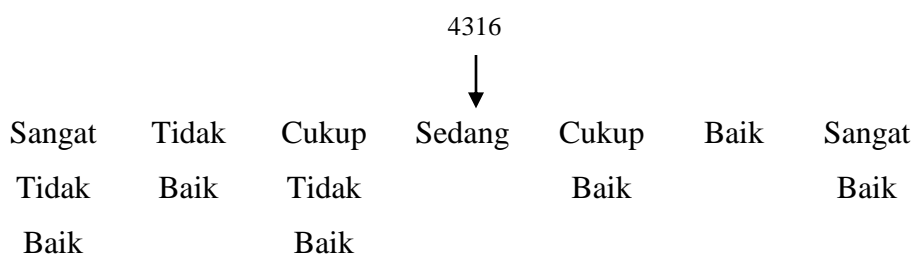 4316
Sangat Tidak Cukup Sedang Cukup Baik Sangat
Tidak Baik Tidak Baik Baik
Baik Baik